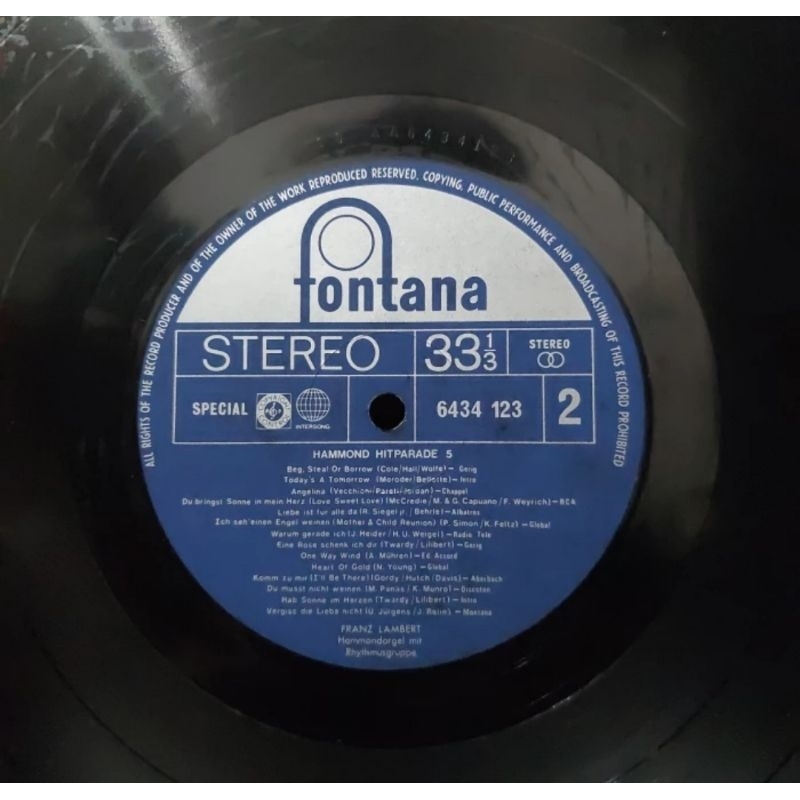 ALL RIGHTS OF THE RECORD PRODUCER AND OF THE OWNER OF THE WORK REPRODUCED RESERVED. COPYING, PUBLIC PERFORMANCE AND BROADCASTING OF THIS RECORD PROHIBITED
fontana
STEREO 33 1/3 STEREO
SPECIAL INTERSONG 6434 123 2
HAMMOND HITPARADE 5
Beg, Steal Or Borrow (Cole/Hall/Wolfe) – Gerig
Today's A Tomorrow (Moroder/Bellotte) – Intro
Angelina (Vecchioni/Pareti/) – Chappel
Du bringst Sonne in mein Herz (Love Sweet Love) (McCredie/M. & G. Capuano/F. Weyrich) – RCA
Liebe ist für alle da (R. Siegel jr./Behrle) – Albatros
Ich seh'einen Engel weinen (Mother & Child Reunion) (P. Simon/K. Feltz) – Global
Warum gerade ich (J. Heider/H. U. Weigel) – Radio Tele
Eine Rose schenk ich dir (Twardy/Lilibert) – Gerig
One Way Wind (A. Mühren) – Ed. Accord
Heart Of Gold (N. Young) – Global
Komm zu mir (I'll Be There) (Gordy/Hutch/Davis) – Aberbach
Du musst nicht weinen (M. Panas/K. Munro) – Discoton
Hab Sonne im Herzen (Twardy/Lilibert) – Intro
Vergiss die Liebe nicht (U. Jürgens/J. ) – Montana
FRANZ LAMBERT
Hammondorgel mit
Rhythmusgruppe